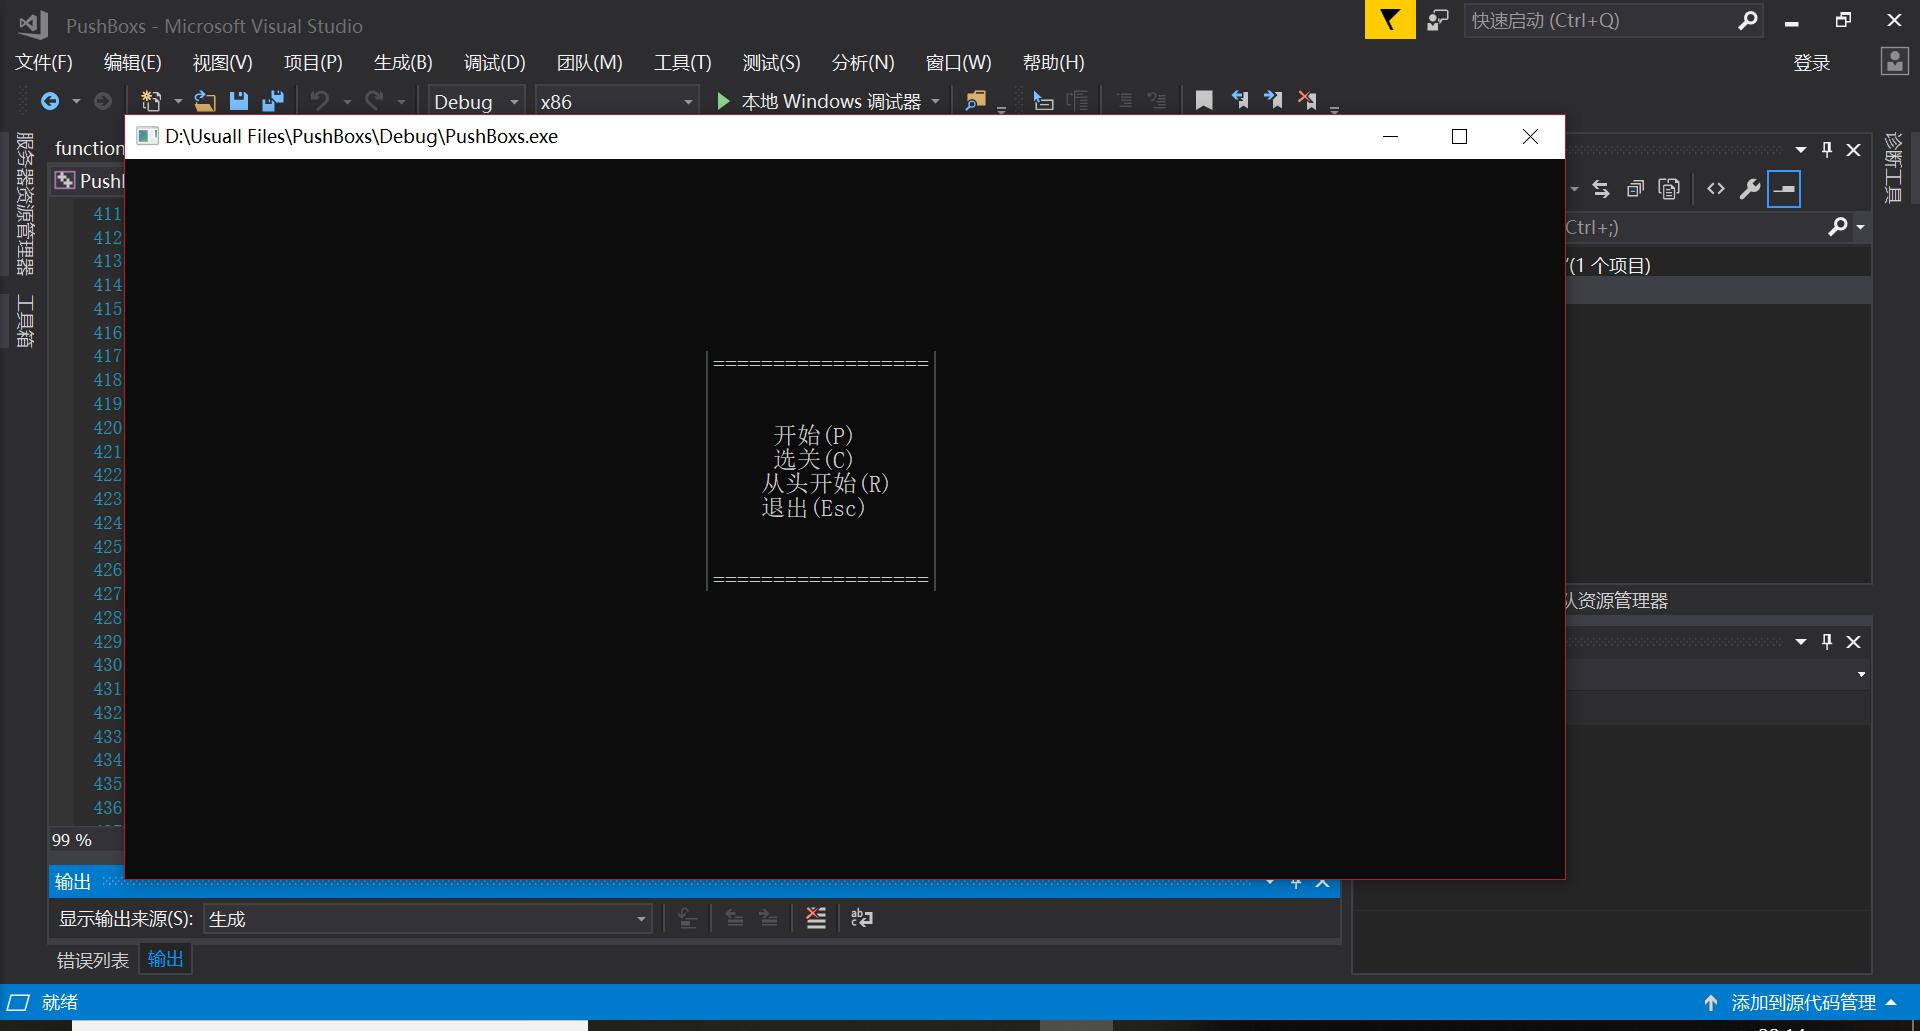 PushBoxs - Microsoft Visual Studio
快速启动 (Ctrl+Q)
文件(F) 编辑(E) 视图(V) 项目(P) 生成(B) 调试(D) 团队(M) 工具(T) 测试(S) 分析(N) 窗口(W) 帮助(H) 登录
Debug x86 本地 Windows 调试器
D:\Usuall Files\PushBoxs\Debug\PushBoxs.exe
服务器资源管理器
工具箱
诊断工具
function
Push
Ctrl+;)
(1 个项目)
411
412
413
414
415
416
417
418
419
420
421
422
423
424
425
426
427
428
429
430
431
432
433
434
435
436
==================
开始(P)
选关(C)
从头开始(R)
退出(Esc)
==================
资源管理器
99 %
输出
显示输出来源(S): 生成
错误列表 输出
就绪 添加到源代码管理